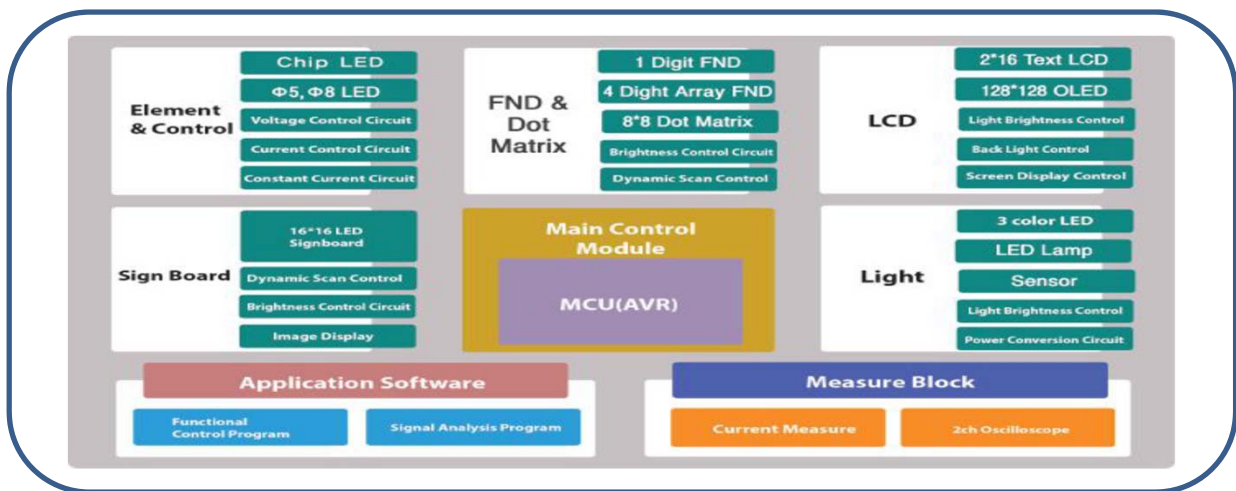 Element
& Control
Chip LED
Φ5, Φ8 LED
Voltage Control Circuit
Current Control Circuit
Constant Current Circuit
FND &
Dot
Matrix
1 Digit FND
4 Dight Array FND
8*8 Dot Matrix
Brightness Control Circuit
Dynamic Scan Control
LCD
2*16 Text LCD
128*128 OLED
Light Brightness Control
Back Light Control
Screen Display Control
Sign Board
16*16 LED
Signboard
Dynamic Scan Control
Brightness Control Circuit
Image Display
Main Control
Module
MCU(AVR)
Light
3 color LED
LED Lamp
Sensor
Light Brightness Control
Power Conversion Circuit
Application Software
Functional
Control Program
Signal Analysis Program
Measure Block
Current Measure
2ch Oscilloscope